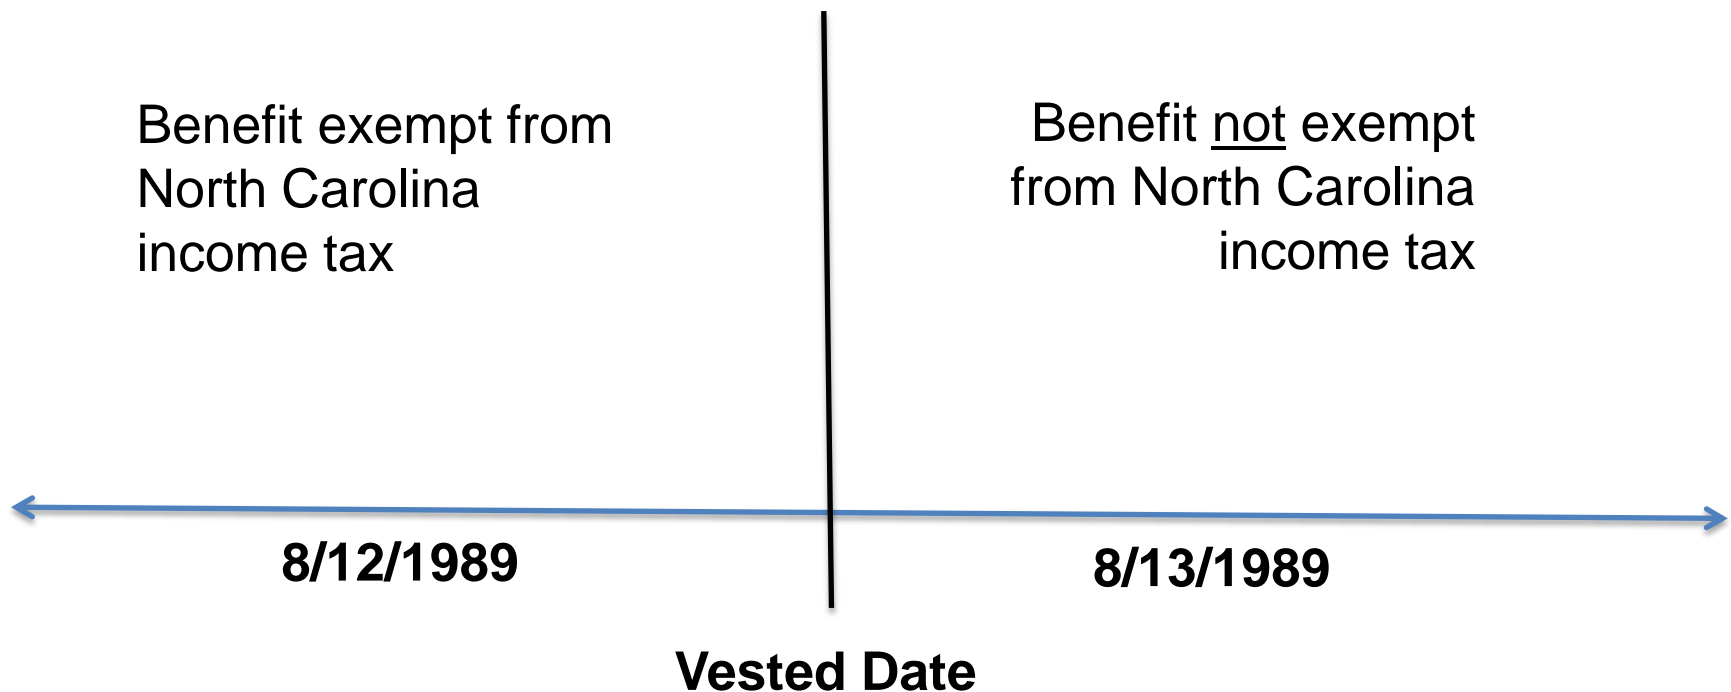 Benefit exempt from
North Carolina
income tax
Benefit not exempt
from North Carolina
income tax
8/12/1989
8/13/1989
Vested Date